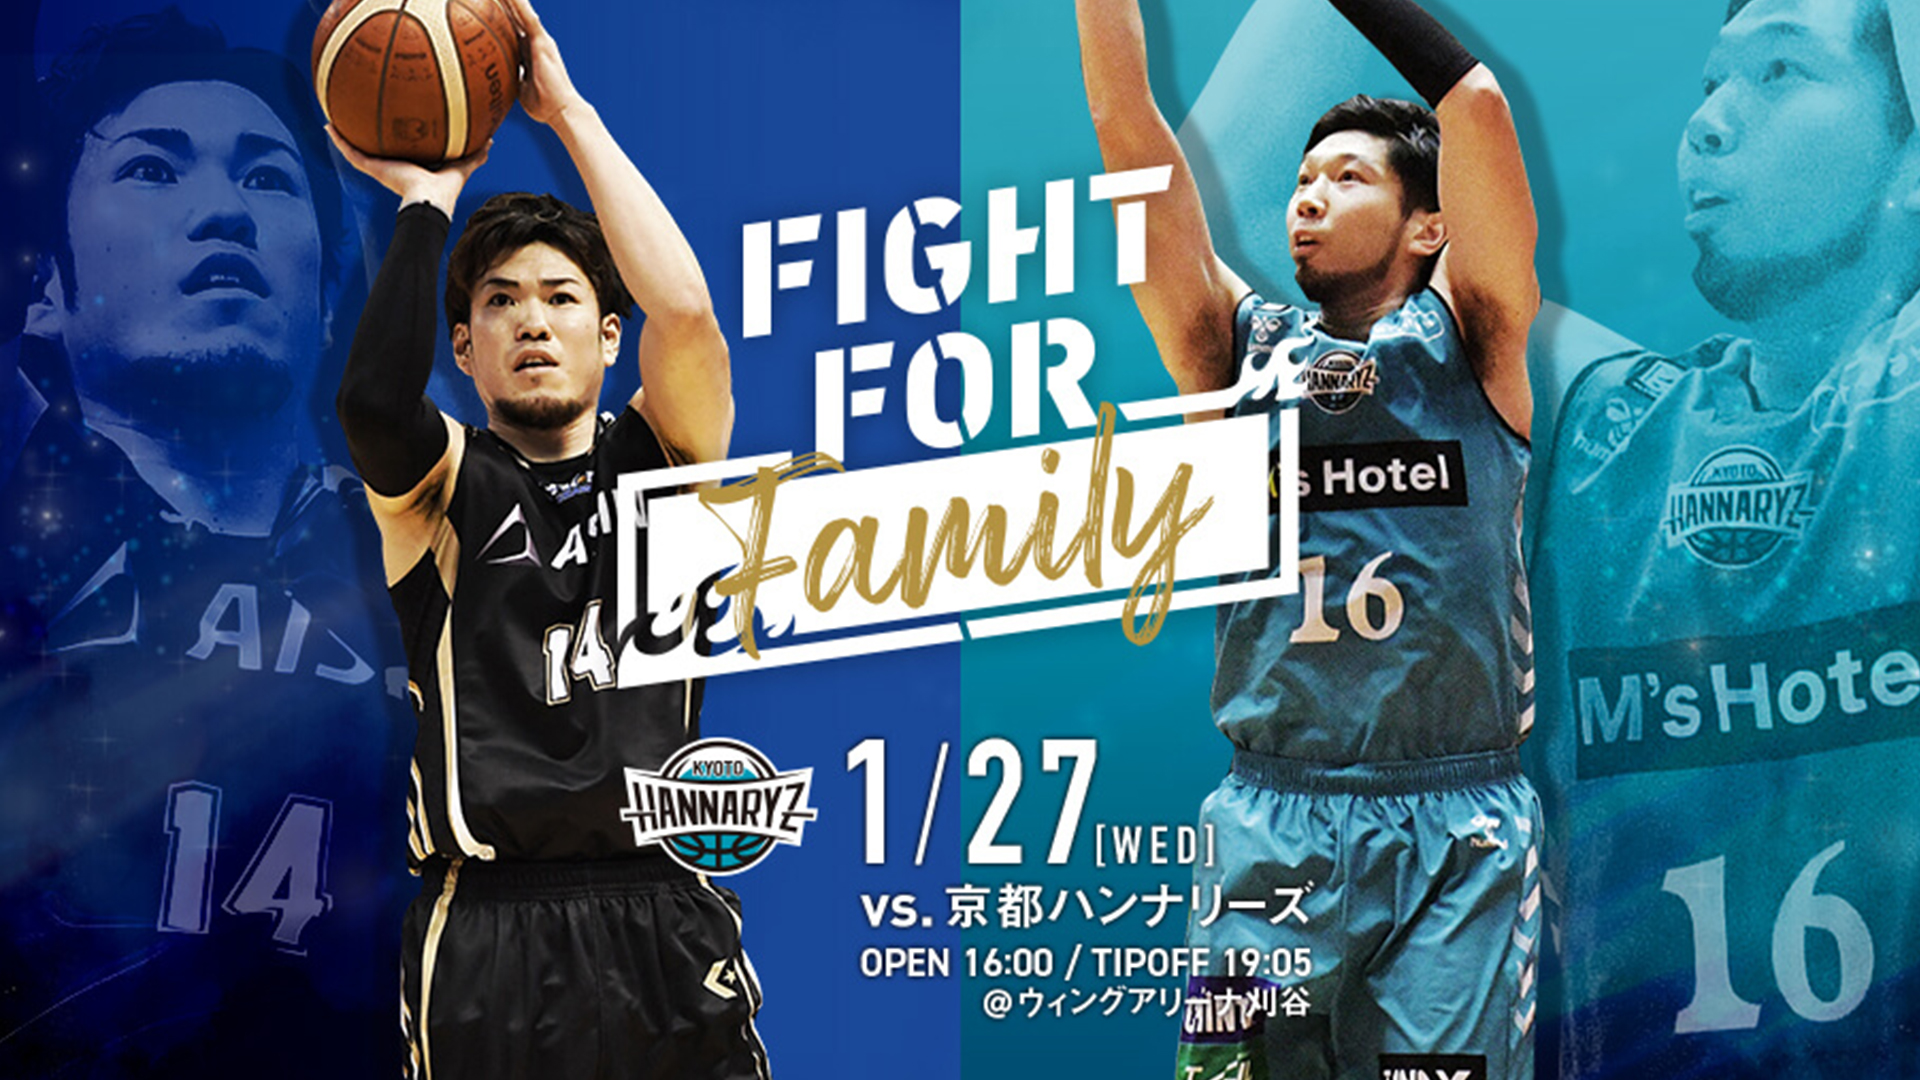 FIGHT
FOR
Family
KYOTO
HANNARYZ
1/27 [WED]
vs. 京都ハンナリーズ
OPEN 16:00 / TIPOFF 19:05
@ウィングアリーナ刈谷
14
14
HANNARYZ
's Hotel
16
KYOTO
HANNARYZ
M's Hote
16